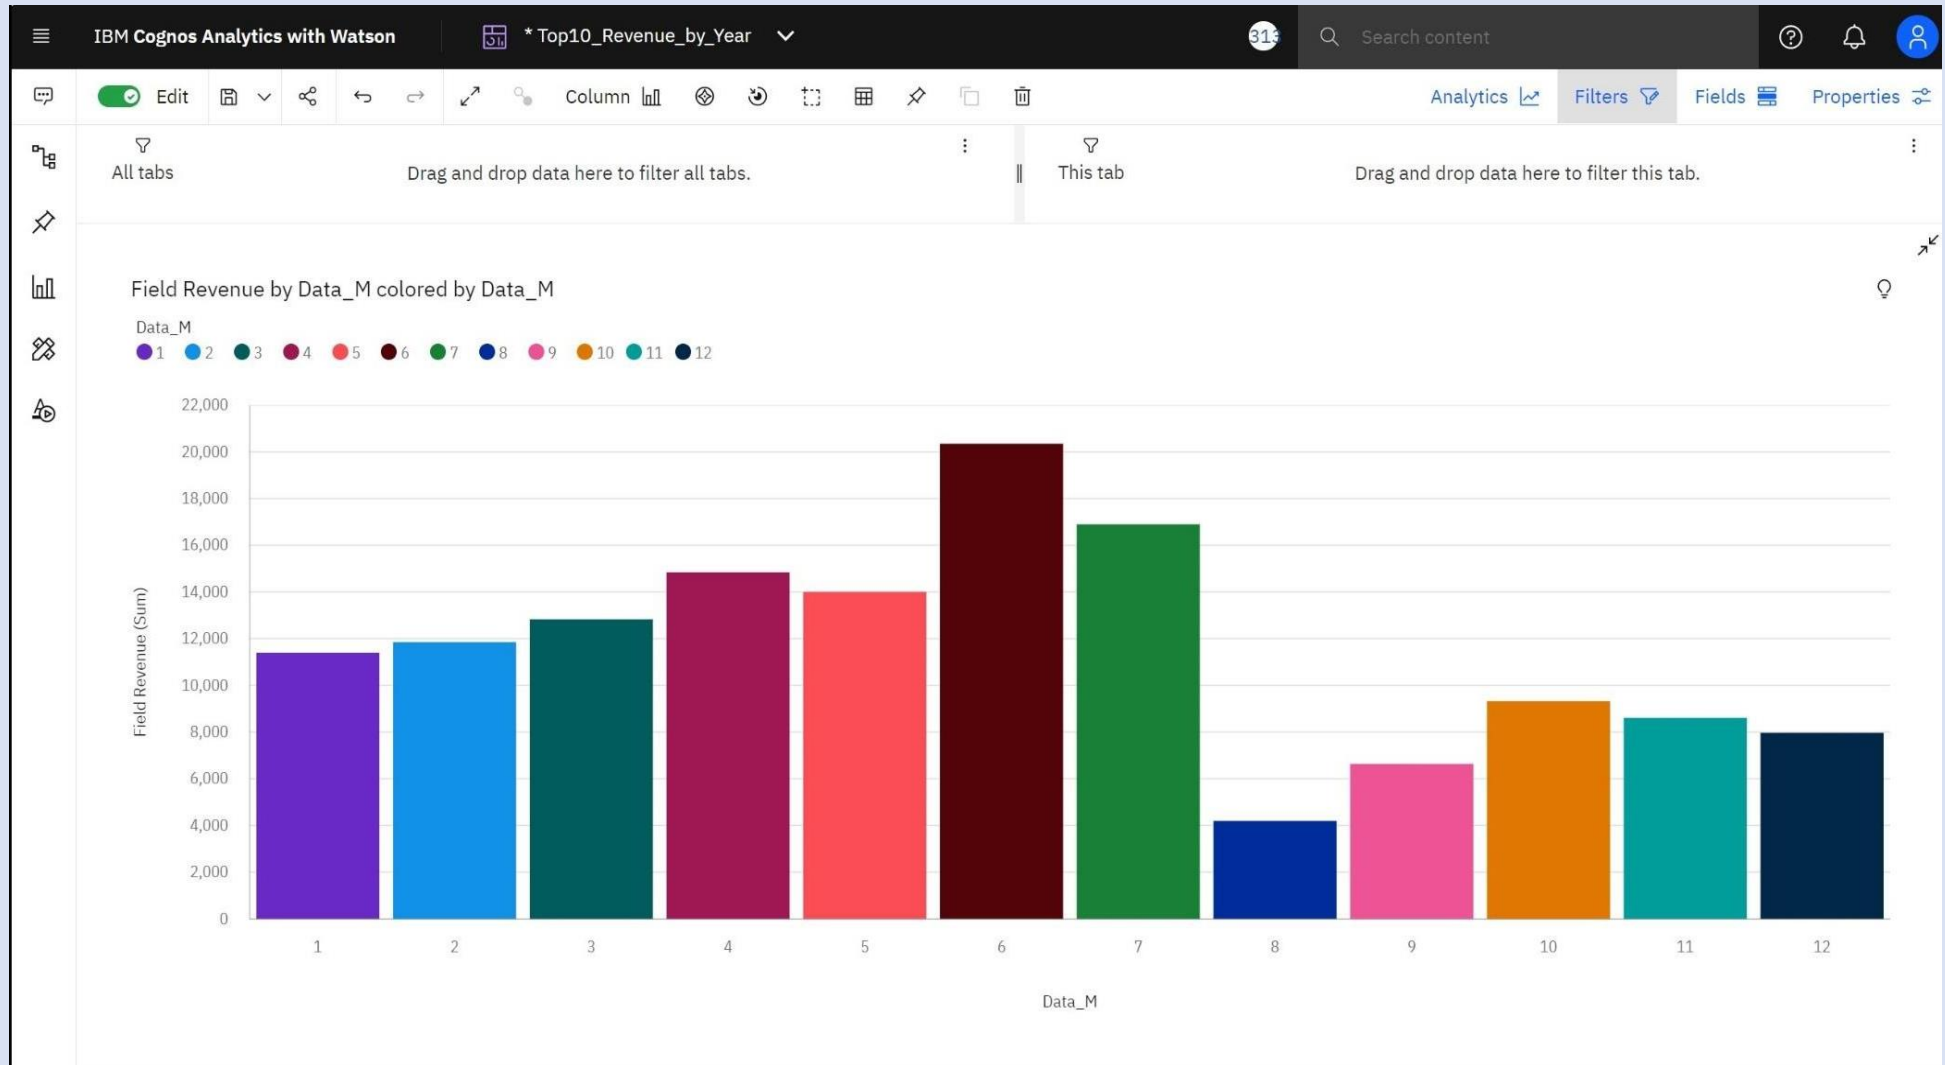 IBM Cognos Analytics with Watson
* Top10_Revenue_by_Year
313
Search content
Edit
Column
Analytics
Filters
Fields
Properties
All tabs
Drag and drop data here to filter all tabs.
This tab
Drag and drop data here to filter this tab.
Field Revenue by Data_M colored by Data_M
Data_M
1 2 3 4 5 6 7 8 9 10 11 12
22,000
20,000
18,000
16,000
14,000
12,000
10,000
8,000
6,000
4,000
2,000
0
Field Revenue (Sum)
1 2 3 4 5 6 7 8 9 10 11 12
Data_M